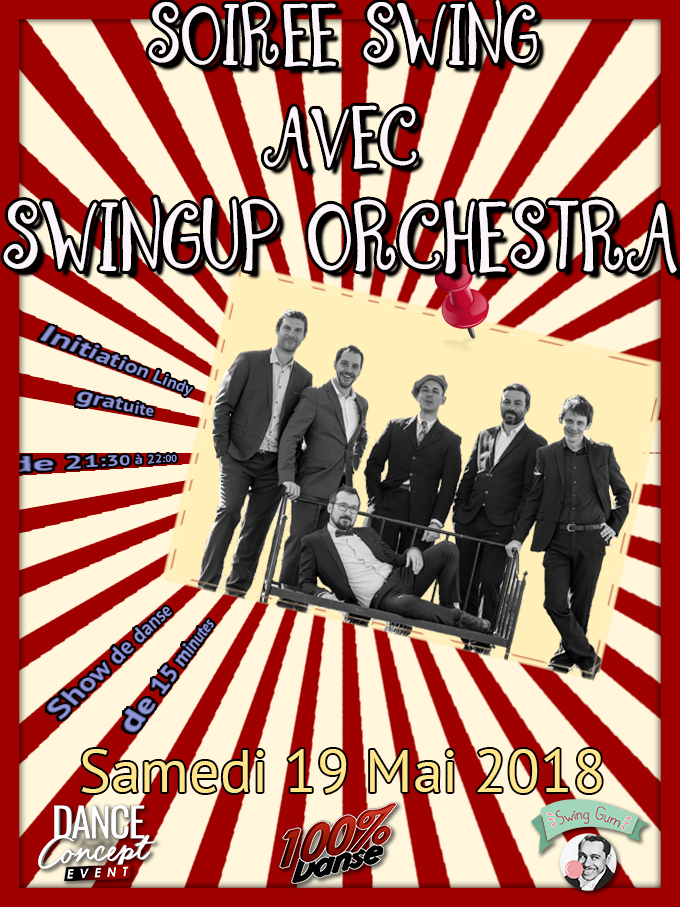 SOIREE SWING
AVEC
SWINGUP ORCHESTRA
Initiation Lindy
gratuite
de 21:30 à 22:00
Show de danse
de 15 minutes
Samedi 19 Mai 2018
DANCE
Concept
EVENT
100%
Danse
Swing Gum